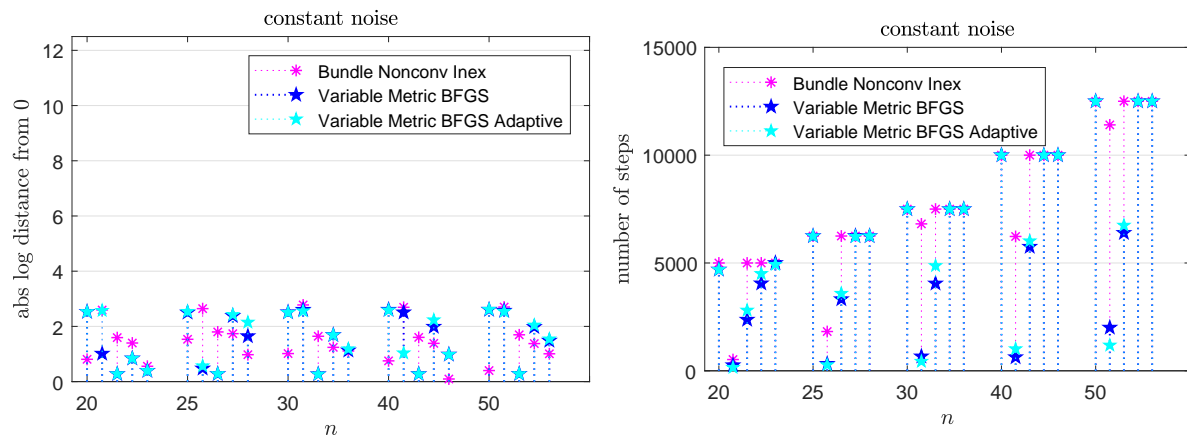 constant noise
abs log distance from 0
12
10
8
6
4
2
0
20
25
30
40
50
n
Bundle Nonconv Inex
Variable Metric BFGS
Variable Metric BFGS Adaptive
constant noise
number of steps
15000
10000
5000
0
20
25
30
40
50
n
Bundle Nonconv Inex
Variable Metric BFGS
Variable Metric BFGS Adaptive